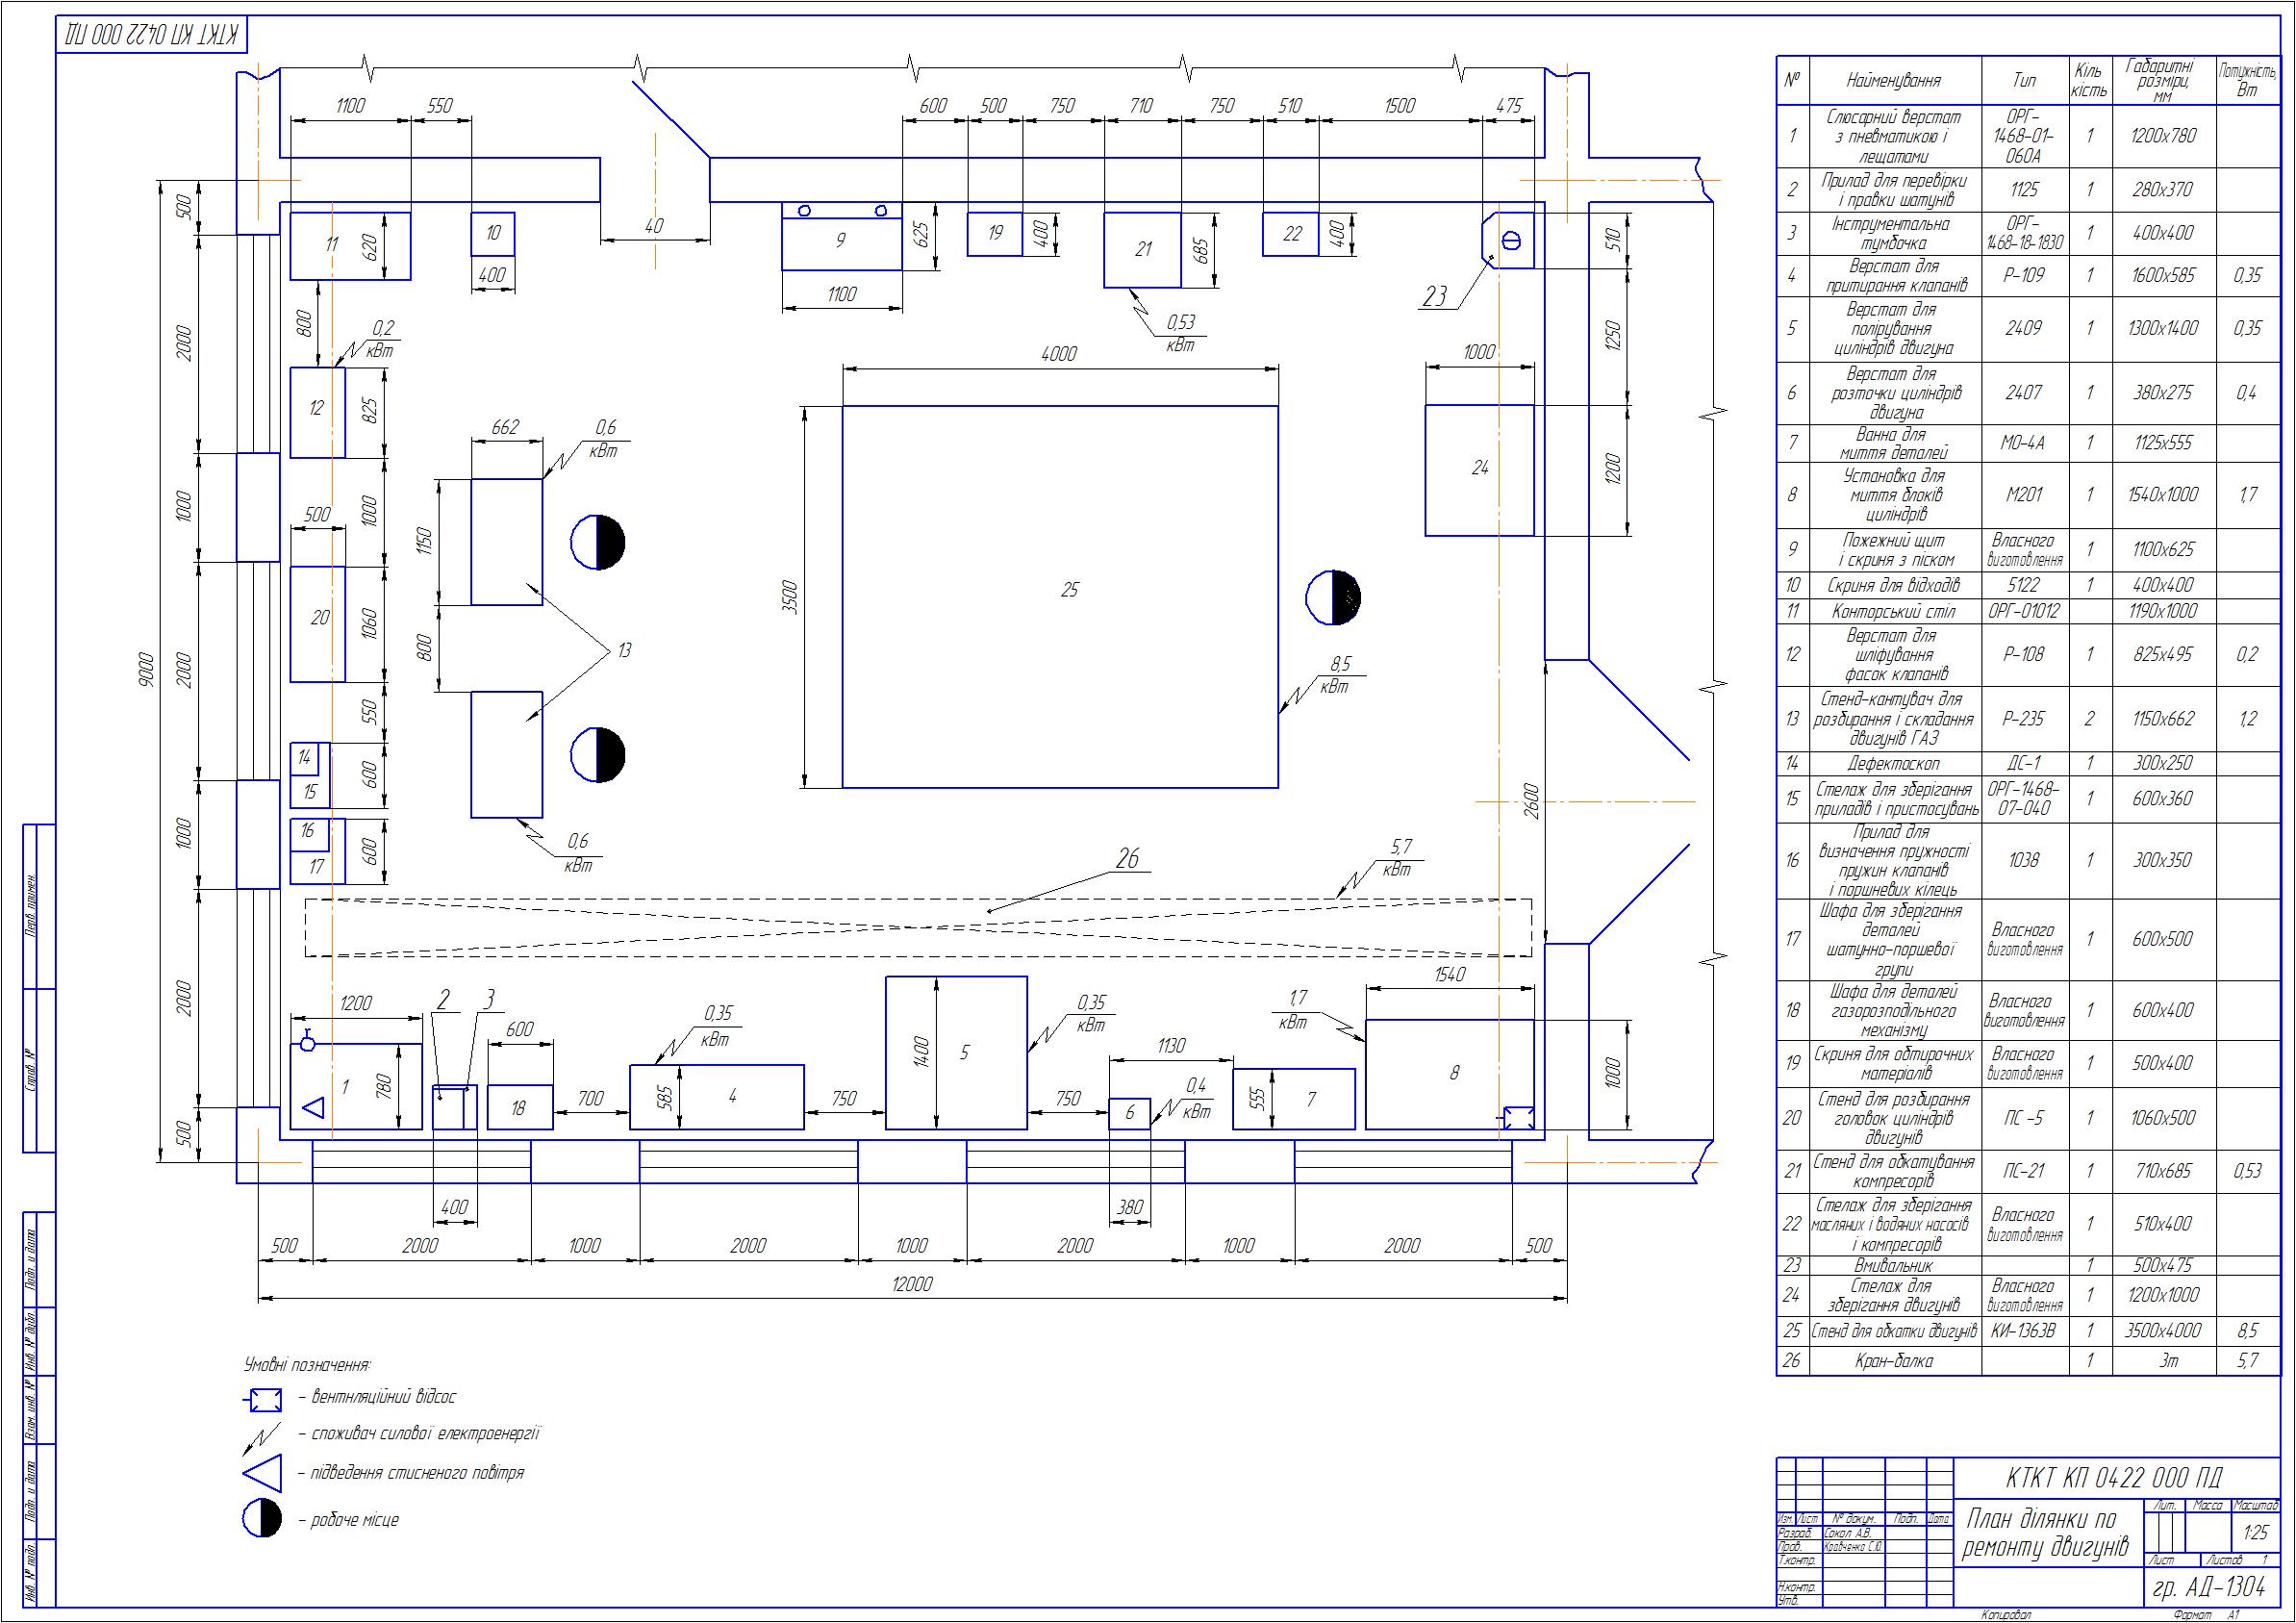 КТКТ КП 0422 000 ПД
1100
550
600
500
750
710
750
510
1500
475
500
2000
1000
2000
1000
2000
500
9000
11
620
10
400
40
9
625
1100
19
400
21
685
0,53
кВт
22
400
23
510
1250
1200
800
0,2
кВт
12
825
4000
1000
24
662
0,6
кВт
500
1000
1150
3500
25
20
1060
800
13
8,5
кВт
550
14
15
600
16
17
600
0,6
кВт
2600
26
5,7
кВт
1200
2
3
1
780
600
18
700
0,35
кВт
585
4
750
1400
5
0,35
кВт
750
1130
6
0,4
кВт
555
7
1,7
кВт
1540
8
1000
400
380
500
2000
1000
2000
1000
2000
1000
2000
500
12000
Умовні позначення:
– вентиляційний відсос
– споживач силової електроенергії
– підведення стисненого повітря
– робоче місце
№ Найменування Тип Кіль кість Габаритні розміри, мм Потужність, Вт
1 Слюсарний верстат з пневматикою і лещатами ОРГ-1468-01-060А 1 1200х780
2 Прилад для перевірки і правки шатунів 1125 1 280х370
3 Інструментальна тумбачка ОРГ-1468-18-1830 1 400х400
4 Верстат для притирання клапанів Р-109 1 1600х585 0,35
5 Верстат для полірування циліндрів двигуна 2409 1 1300х1400 0,35
6 Верстат для розточки циліндрів двигуна 2407 1 380х275 0,4
7 Ванна для миття деталей МО-4А 1 1125х555
8 Установка для миття блоків циліндрів М201 1 1540х1000 1,7
9 Пожежний щит і скриня з піском Власного виготовлення 1 1100х625
10 Скриня для відходів 5122 1 400х400
11 Конторський стіл ОРГ-01012 1190х1000
12 Верстат для шліфування фасок клапанів Р-108 1 825х495 0,2
13 Стенд-кантувач для розбирання і складання двигунів ГАЗ Р-235 2 1150х662 1,2
14 Дефектоскоп ДС-1 1 300х250
15 Стелаж для зберігання приладів і пристосувань ОРГ-1468-07-040 1 600х360
16 Прилад для визначення пружності пружин клапанів і поршневих кілець 1038 1 300х350
17 Шафа для зберігання деталей шатунно-поршевої групи Власного виготовлення 1 600х500
18 Шафа для деталей газорозподільного механізму Власного виготовлення 1 600х400
19 Скриня для обтирочних матеріалів Власного виготовлення 1 500х400
20 Стенд для розбирання головок циліндрів двигунів ПС -5 1 1060х500
21 Стенд для обкатування компресорів ПС-21 1 710х685 0,53
22 Стелаж для зберігання масляних і водяних насосів і компресорів Власного виготовлення 1 510х400
23 Вмивальник 1 500х475
24 Стелаж для зберігання двигунів Власного виготовлення 1 1200х1000
25 Стенд для обкатки двигунів КИ-1363В 1 3500х4000 8,5
26 Кран-балка 1 3т 5,7
Перв. примен.
Справ. №
Подп. и дата
Инв. № дубл.
Взам. инв. №
Подп. и дата
Инв. № подл.
КТКТ КП 0422 000 ПД
План ділянки по
ремонту двигунів
Лит. Масса Масштаб
1:25
Лист Листов 1
гр. АД-1304
Изм. Лист № докум. Подп. Дата
Разраб. Сокол А.В.
Пров. Кравченко С.Ю.
Т.контр.
Н.контр.
Утв.
Копировал Формат А1